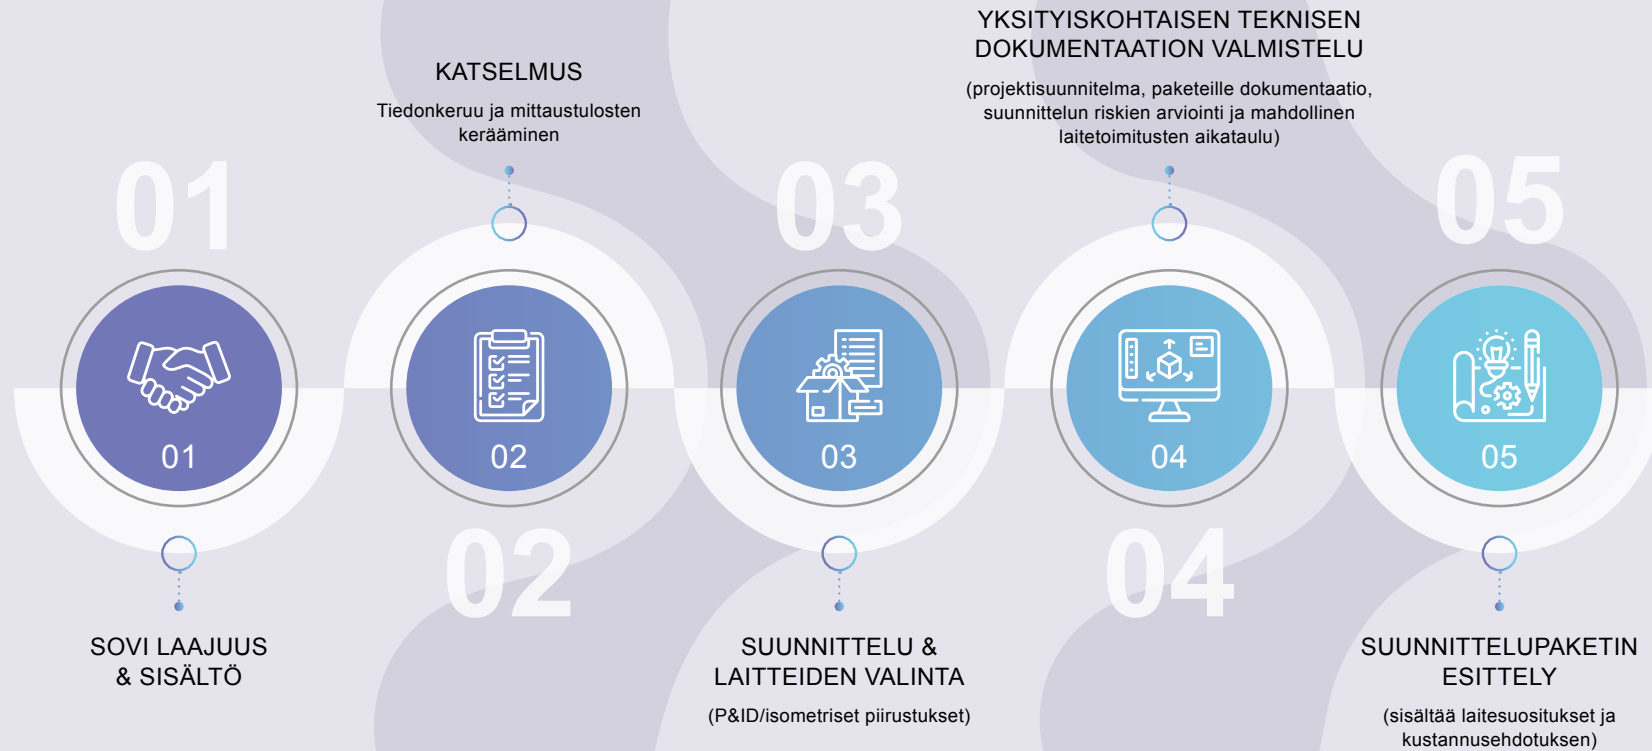 01
01
SOVI LAAJUUS
& SISÄLTÖ
KATSELMUS
Tiedonkeruu ja mittaustulosten
kerääminen
02
02
03
03
SUUNNITTELU &
LAITTEIDEN VALINTA
(P&ID/isometriset piirustukset)
YKSITYISKOHTAISEN TEKNISEN
DOKUMENTAATION VALMISTELU
(projektisuunnitelma, paketeille dokumentaatio,
suunnittelun riskien arviointi ja mahdollinen
laitetoimitusten aikataulu)
04
04
05
05
SUUNNITTELUPAKETIN
ESITTELY
(sisältää laitesuositukset ja
kustannusehdotuksen)